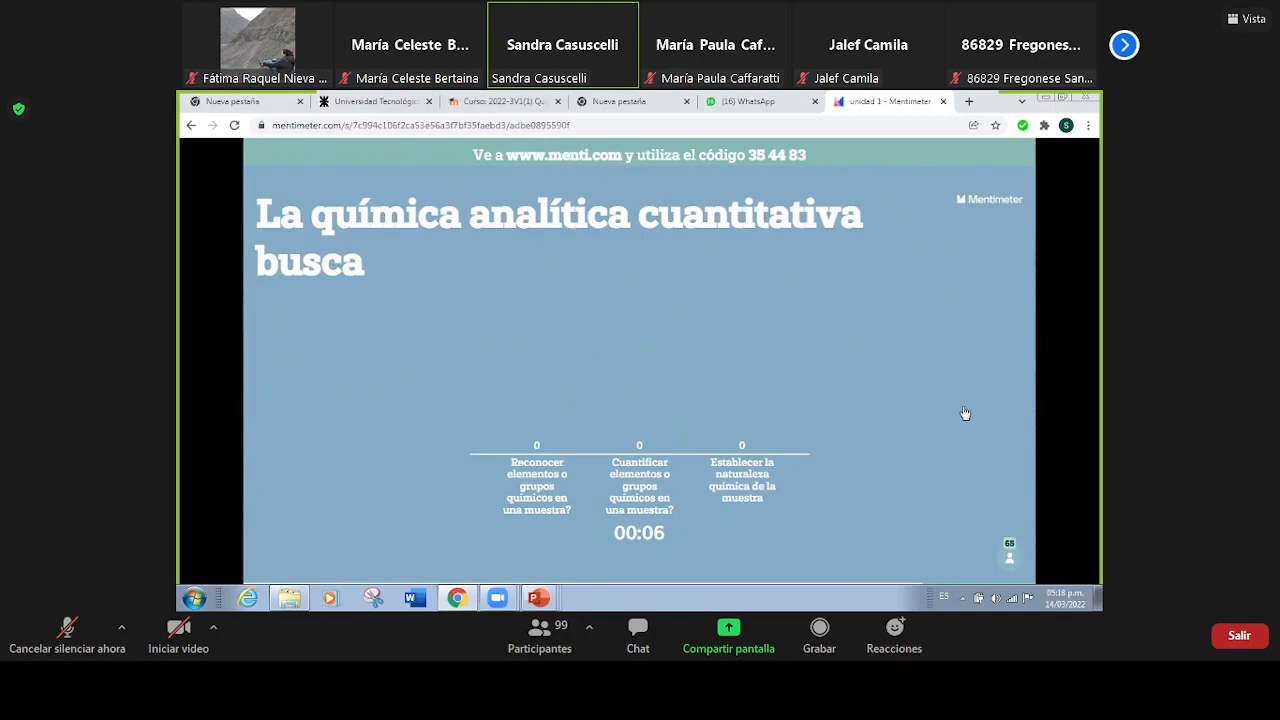 Vista
María Celeste B...
Sandra Casuscelli
María Paula Caf...
Jalef Camila
86829 Fregones...
Fátima Raquel Nieva ...
María Celeste Bertaina
Sandra Casuscelli
María Paula Caffaratti
Jalef Camila
86829 Fregonese San...
Nueva pestaña
Universidad Tecnológic
Curso: 2022-3V1(1) Qu
Nueva pestaña
(16) WhatsApp
unidad 1 - Mentimeter
mentimeter.com/s/7c994c106f2ca53e56a3f7bf35faebd3/adbe0895590f
S
Ve a www.menti.com y utiliza el código 35 44 83
La química analítica cuantitativa
busca
Mentimeter
0
0
0
Reconocer
elementos o
grupos
químicos en
una muestra?
Cuantificar
elementos o
grupos
químicos en
una muestra?
Establecer la
naturaleza
química de la
muestra
00:06
65
ES
05:18 p.m.
14/03/2022
Cancelar silenciar ahora
Iniciar video
99
Participantes
Chat
Compartir pantalla
Grabar
Reacciones
Salir